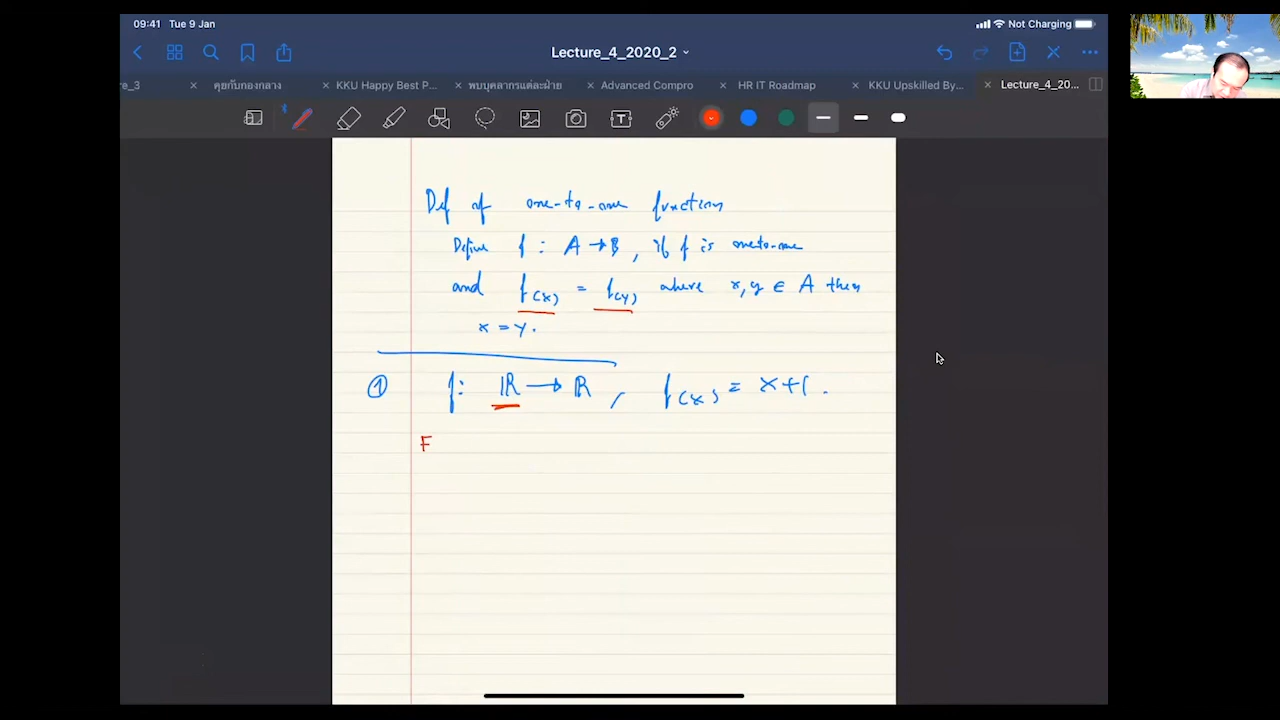 09:41 Tue 9 Jan
Not Charging
Lecture_4_2020_2
re_3
คุยกับกองกลาง
KKU Happy Best P...
พบบุคลากรแต่ละฝ่าย
Advanced Compro
HR IT Roadmap
KKU Upskilled By...
Lecture_4_20...
Def of one-to-one function
Define f : A → B, if f is one-to-one
and f(x) = f(y) where x, y ∈ A then
x = y.
① f: ℝ → ℝ, f(x) = x+1.
F